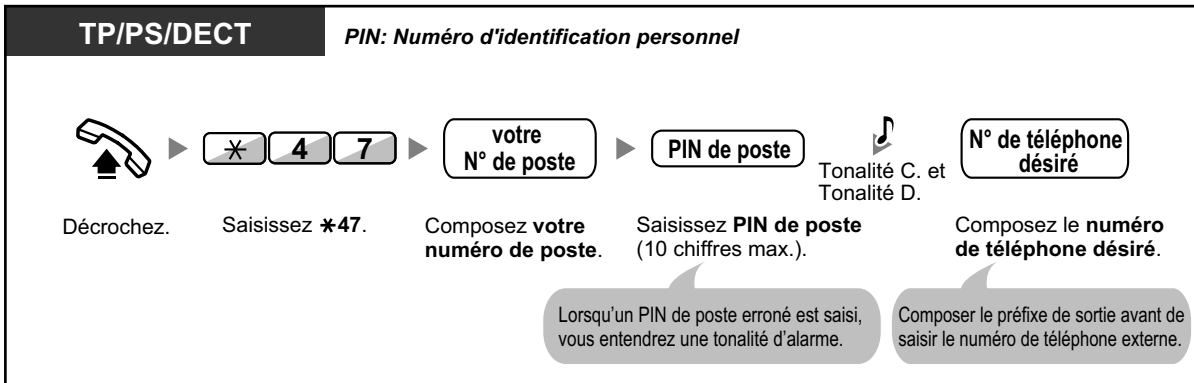 TP/PS/DECT
PIN: Numéro d'identification personnel
* 4 7
votre
N° de poste
PIN de poste
Tonalité C. et
Tonalité D.
N° de téléphone
désiré
Décrochez.
Saisissez *47.
Composez votre
numéro de poste.
Saisissez PIN de poste
(10 chiffres max.).
Composez le numéro
de téléphone désiré.
Lorsqu'un PIN de poste erroné est saisi,
vous entendrez une tonalité d'alarme.
Composer le préfixe de sortie avant de
saisir le numéro de téléphone externe.